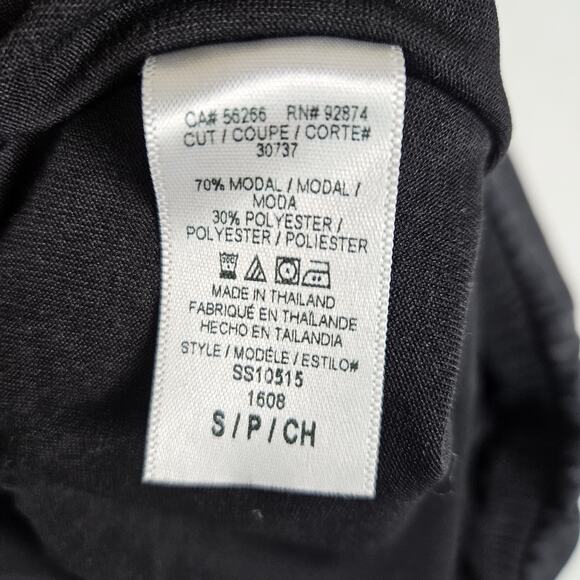 CA# 56266 RN# 92874
CUT / COUPE / CORTE#
30737
70% MODAL / MODAL /
MODA
30% POLYESTER /
POLYESTER / POLIESTER
MADE IN THAILAND
FABRIQUÉ EN THAÏLANDE
HECHO EN TAILANDIA
STYLE / MODÈLE / ESTILO#
SS10515
1608
S / P / CH